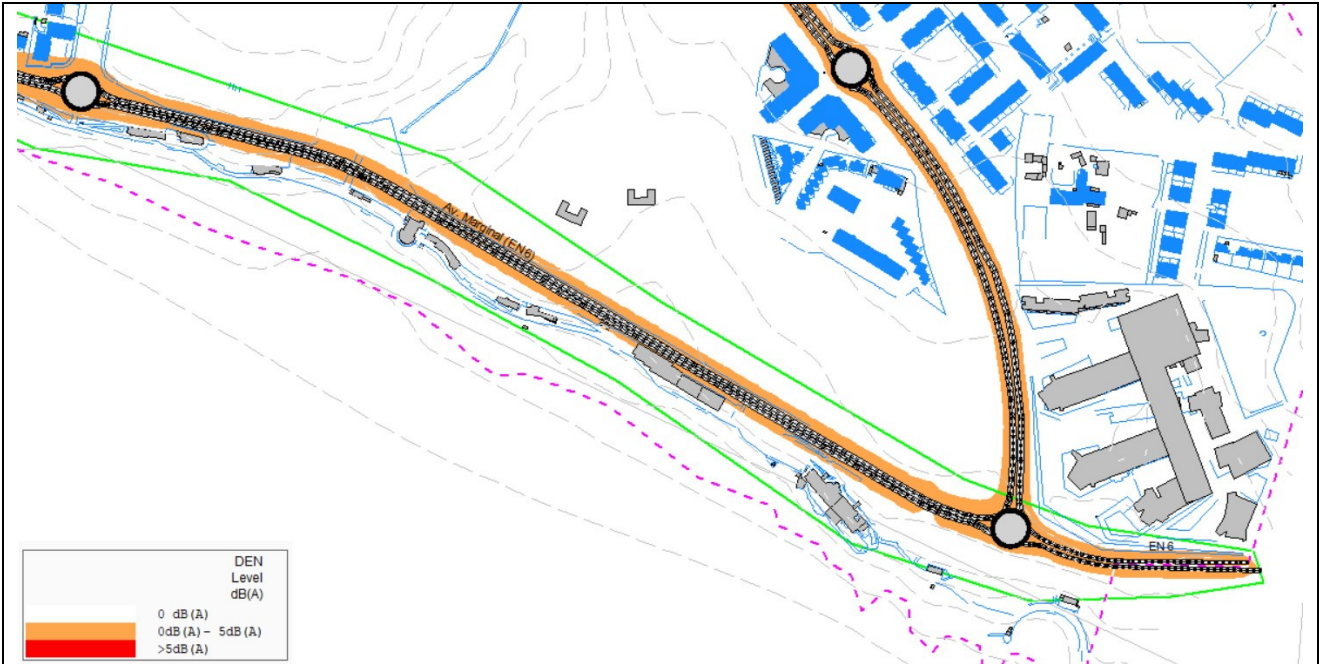 Av. Marginal (EN6)
EN 6
DEN
Level
dB(A)
0 dB(A)
0dB(A) - 5dB(A)
>5dB(A)